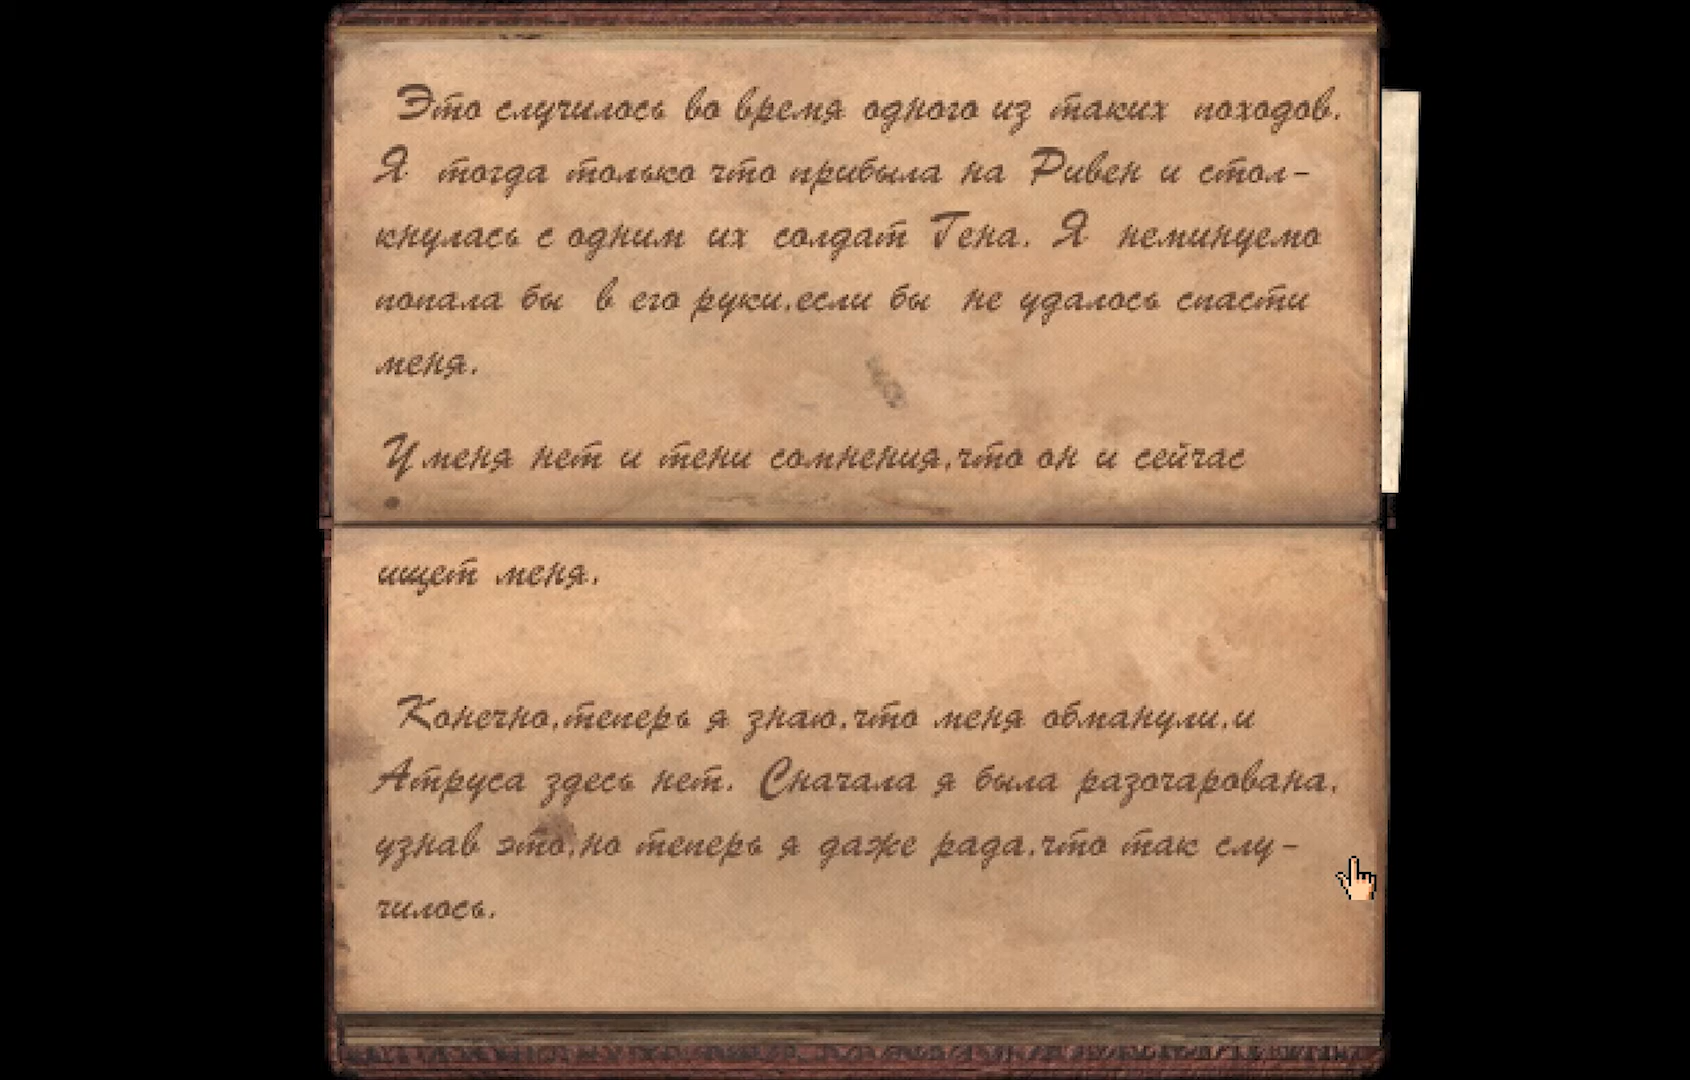 Это случилось во время одного из таких походов.
Я тогда только что прибыла на Ривен и стол-
кнулась с одним их солдат Гена. Я неминуемо
попала бы в его руки,если бы не удалось спасти
меня.
У меня нет и тени сомнения,что он и сейчас
ищет меня.
Конечно,теперь я знаю,что меня обманули,и
Атруса здесь нет. Сначала я была разочарована,
узнав это,но теперь я даже рада,что так слу-
чилось.